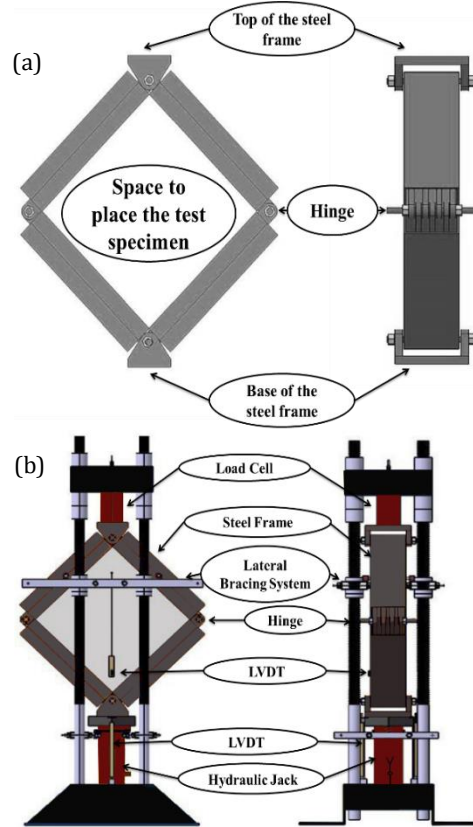 (a)
Top of the steel
frame
Space to
place the test
specimen
Hinge
Base of the
steel frame
(b)
Load Cell
Steel Frame
Lateral
Bracing System
Hinge
LVDT
LVDT
Hydraulic Jack